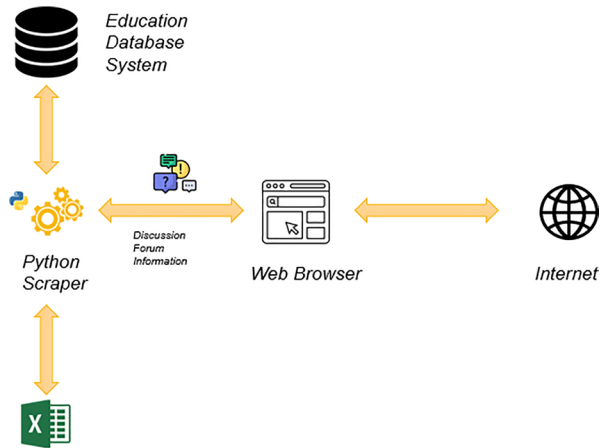 Education
Database
System
Discussion
Forum
Information
Python
Scraper
Web Browser
Internet
X